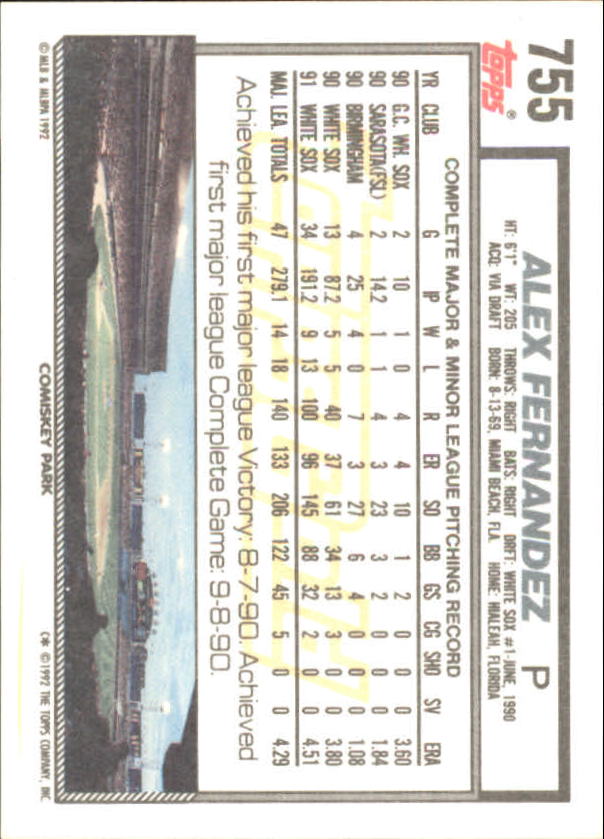 755
topps®
ALEX FERNANDEZ P
HT: 6'1" WT: 205 THROWS: RIGHT BATS: RIGHT DRFT: WHITE SOX #1-JUNE, 1990
ACQ: VIA DRAFT BORN: 8-13-69, MIAMI BEACH, FLA. HOME: HIALEAH, FLORIDA
COMPLETE MAJOR & MINOR LEAGUE PITCHING RECORD
YR CLUB G IP W L R ER SO BB GS CG SHO SV ERA
90 G.C. WH. SOX 2 10 1 0 4 4 10 1 2 0 0 0 3.60
90 SARASOTA(FSL) 2 14.2 1 1 4 3 23 3 2 0 0 0 1.84
90 BIRMINGHAM 4 25 4 0 7 3 27 6 4 0 0 0 1.08
90 WHITE SOX 13 87.2 5 5 40 37 61 34 13 3 0 0 3.80
91 WHITE SOX 34 191.2 9 13 100 96 145 88 32 2 0 0 4.51
MAJ. LEA. TOTALS 47 279.1 14 18 140 133 206 122 45 5 0 0 4.29
Achieved his first major league Victory: 8-7-90. Achieved
first major league Complete Game: 9-8-90.
© MLB & MLBPA 1992
COMISKEY PARK
C* © 1992 THE TOPPS COMPANY, INC.